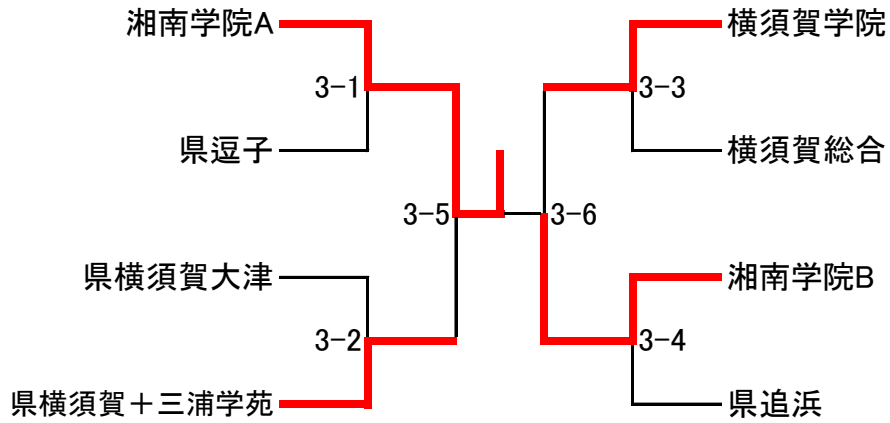 湘南学院A
横須賀学院
3-1
3-3
県逗子
横須賀総合
3-5
3-6
県横須賀大津
湘南学院B
3-2
3-4
県横須賀＋三浦学苑
県追浜